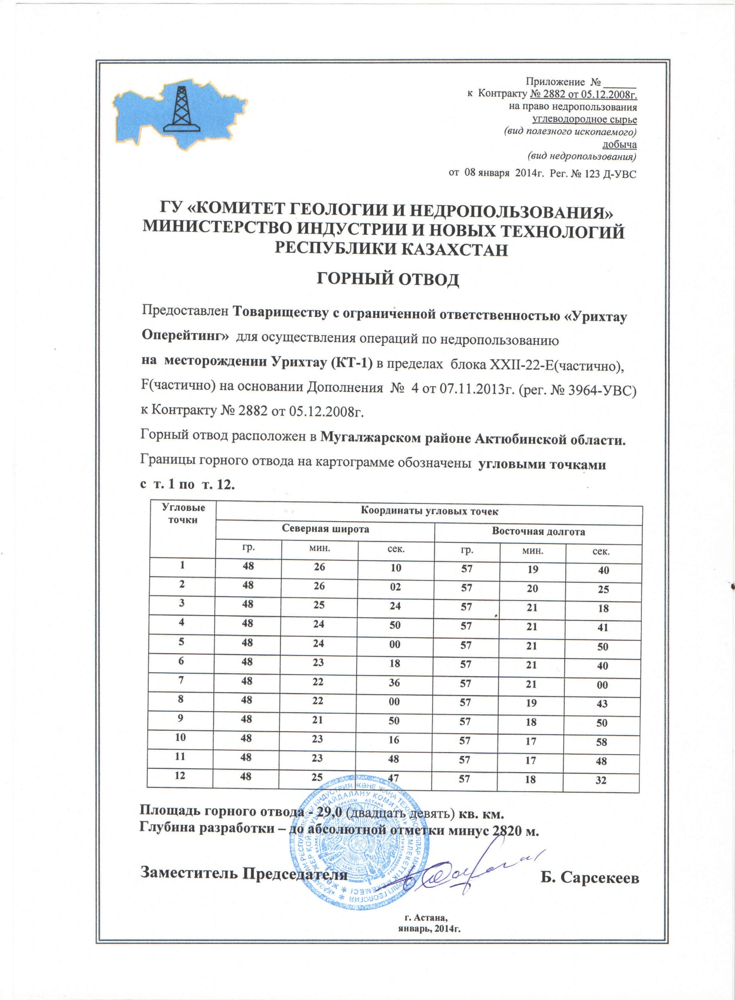 Приложение № ______
к Контракту № 2882 от 05.12.2008г.
на право недропользования
углеводородное сырье
(вид полезного ископаемого)
добыча
(вид недропользования)
от 08 января 2014г. Рег. № 123 Д-УВС
ГУ «КОМИТЕТ ГЕОЛОГИИ И НЕДРОПОЛЬЗОВАНИЯ»
МИНИСТЕРСТВО ИНДУСТРИИ И НОВЫХ ТЕХНОЛОГИЙ
РЕСПУБЛИКИ КАЗАХСТАН
ГОРНЫЙ ОТВОД
Предоставлен Товариществу с ограниченной ответственностью «Урихтау
Оперейтинг» для осуществления операций по недропользованию
на месторождении Урихтау (КТ-1) в пределах блока XXII-22-E(частично),
F(частично) на основании Дополнения № 4 от 07.11.2013г. (рег. № 3964-УВС)
к Контракту № 2882 от 05.12.2008г.
Горный отвод расположен в Мугалжарском районе Актюбинской области.
Границы горного отвода на картограмме обозначены угловыми точками
с т. 1 по т. 12.
Угловые точки Координаты угловых точек
Северная широта Восточная долгота
гр. мин. сек. гр. мин. сек.
1 48 26 10 57 19 40
2 48 26 02 57 20 25
3 48 25 24 57 21 18
4 48 24 50 57 21 41
5 48 24 00 57 21 50
6 48 23 18 57 21 40
7 48 22 36 57 21 00
8 48 22 00 57 19 43
9 48 21 50 57 18 50
10 48 23 16 57 17 58
11 48 23 48 57 17 48
12 48 25 47 57 18 32
Площадь горного отвода - 29,0 (двадцать девять) кв. км.
Глубина разработки – до абсолютной отметки минус 2820 м.
Заместитель Председателя Б. Сарсекеев
г. Астана,
январь, 2014г.